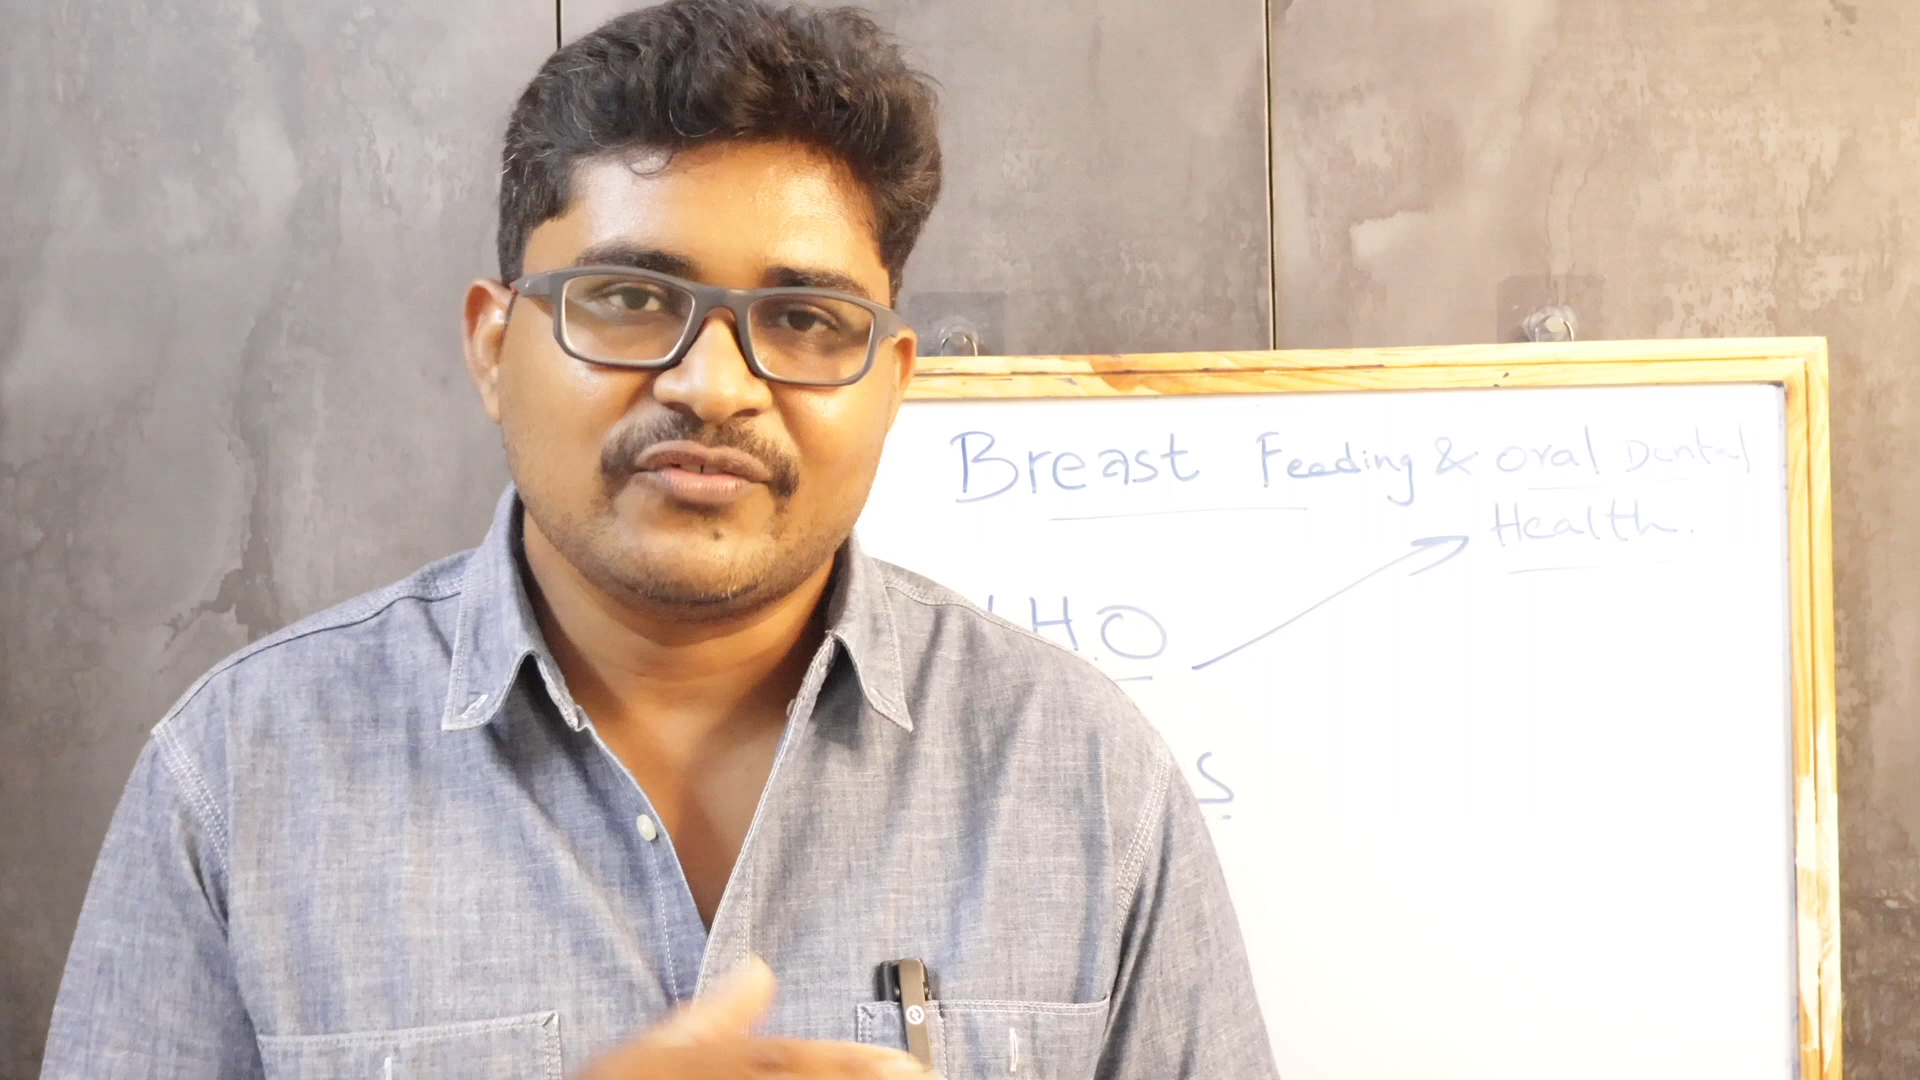 Breast Feeding & Oral Dental
Health.
H.O
S